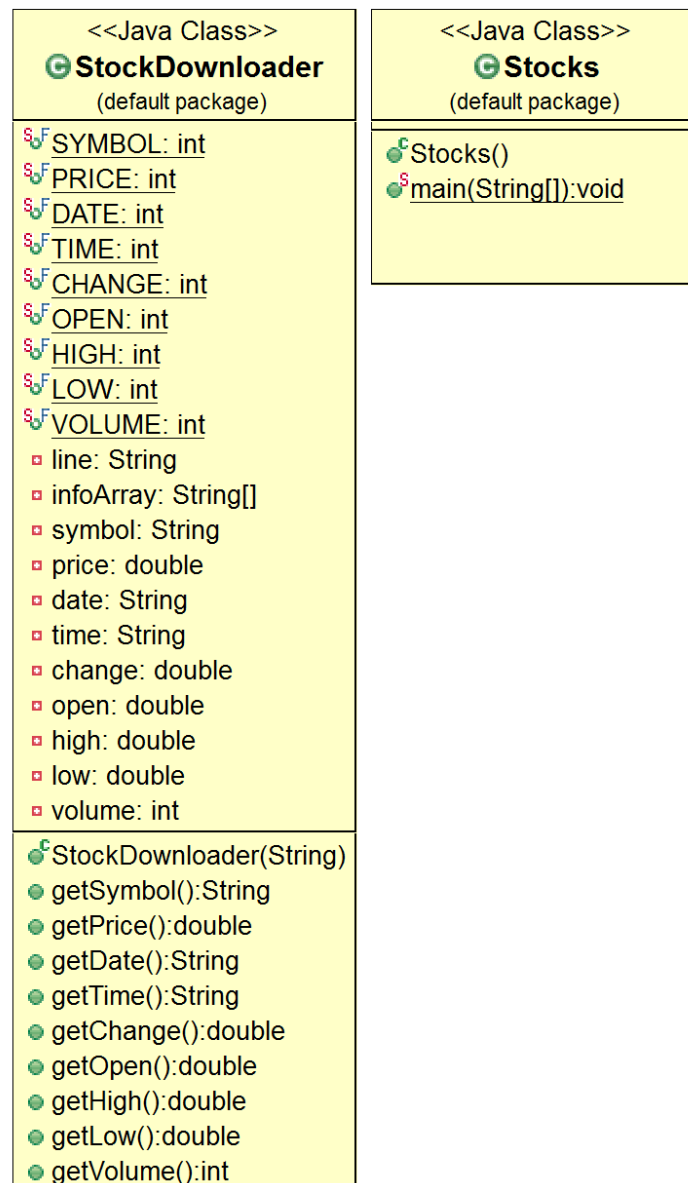 <<Java Class>>
StockDownloader
(default package)
SYMBOL: int
PRICE: int
DATE: int
TIME: int
CHANGE: int
OPEN: int
HIGH: int
LOW: int
VOLUME: int
line: String
infoArray: String[]
symbol: String
price: double
date: String
time: String
change: double
open: double
high: double
low: double
volume: int
StockDownloader(String)
getSymbol():String
getPrice():double
getDate():String
getTime():String
getChange():double
getOpen():double
getHigh():double
getLow():double
getVolume():int
<<Java Class>>
Stocks
(default package)
Stocks()
main(String[]):void